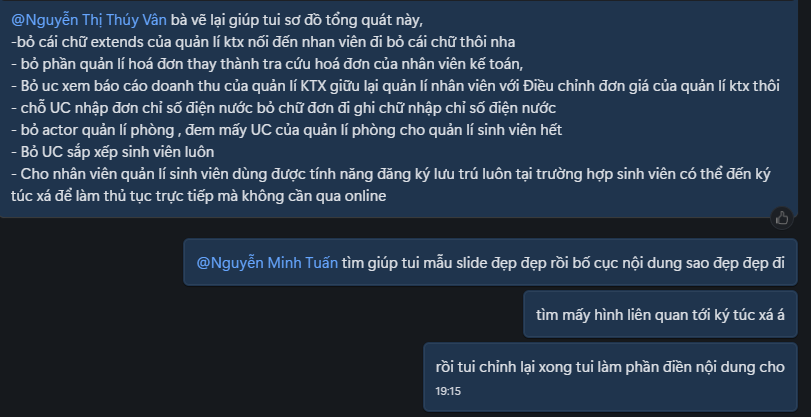 @Nguyễn Thị Thúy Vân bà vẽ lại giúp tui sơ đồ tổng quát này,
-bỏ cái chữ extends của quản lí ktx nối đến nhan viên đi bỏ cái chữ thôi nha
- bỏ phần quản lí hoá đơn thay thành tra cứu hoá đơn của nhân viên kế toán,
- Bỏ uc xem báo cáo doanh thu của quản lí KTX giữu lại quản lí nhân viên với Điều chỉnh đơn giá của quản lí ktx thôi
- chỗ UC nhập đơn chỉ số điện nước bỏ chữ đơn đi ghi chữ nhập chỉ số điện nước
- bỏ actor quản lí phòng , đem mấy UC của quản lí phòng cho quản lí sinh viên hết
- Bỏ UC sắp xếp sinh viên luôn
- Cho nhân viên quản lí sinh viên dùng được tính năng đăng ký lưu trú luôn tại trường hợp sinh viên có thể đến ký
túc xá để làm thủ tục trực tiếp mà không cần qua online
@Nguyễn Minh Tuấn tìm giúp tui mẫu slide đẹp đẹp rồi bố cục nội dung sao đẹp đẹp đi
tìm mấy hình liên quan tới ký túc xá á
rồi tui chỉnh lại xong tui làm phần điền nội dung cho
19:15